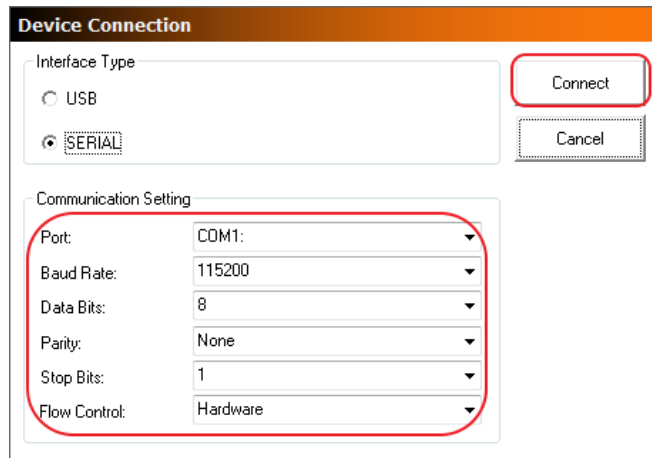 Device Connection
Interface Type
USB
SERIAL
Connect
Cancel
Communication Setting
Port: COM1:
Baud Rate: 115200
Data Bits: 8
Parity: None
Stop Bits: 1
Flow Control: Hardware